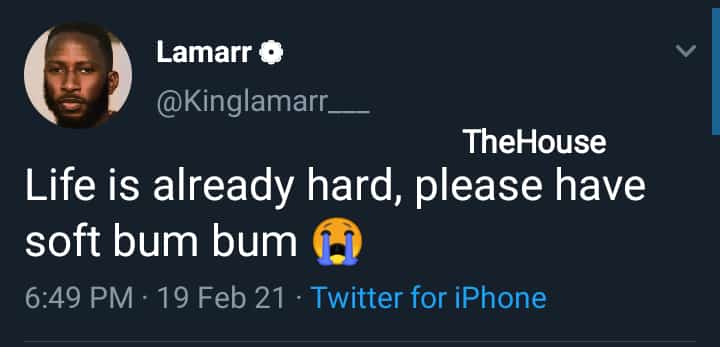 Lamarr
@Kinglamarr___
TheHouse
Life is already hard, please have
soft bum bum 😭
6:49 PM · 19 Feb 21 · Twitter for iPhone